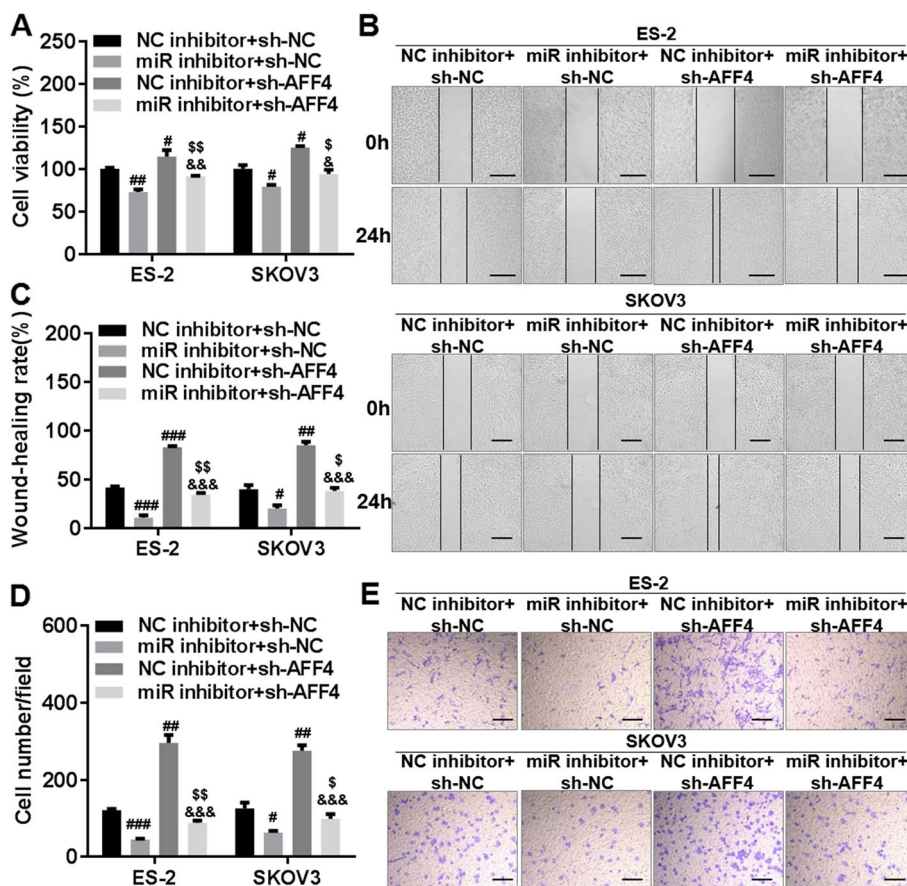 A
Cell viability (%)
250
200
150
100
50
0
NC inhibitor+sh-NC
miR inhibitor+sh-NC
NC inhibitor+sh-AFF4
miR inhibitor+sh-AFF4
##
#
$$
&&
#
#
$
&
ES-2
SKOV3
B
ES-2
NC inhibitor+ miR inhibitor+ NC inhibitor+ miR inhibitor+
sh-NC sh-NC sh-AFF4 sh-AFF4
0h
24h
SKOV3
NC inhibitor+ miR inhibitor+ NC inhibitor+ miR inhibitor+
sh-NC sh-NC sh-AFF4 sh-AFF4
0h
24h
C
Wound-healing rate(%)
200
150
100
50
0
NC inhibitor+sh-NC
miR inhibitor+sh-NC
NC inhibitor+sh-AFF4
miR inhibitor+sh-AFF4
###
###
$$
&&&
#
##
$
&&&
ES-2
SKOV3
D
Cell number/field
600
400
200
0
NC inhibitor+sh-NC
miR inhibitor+sh-NC
NC inhibitor+sh-AFF4
miR inhibitor+sh-AFF4
###
##
$$
&&&
#
##
$
&&&
ES-2
SKOV3
E
ES-2
NC inhibitor+ miR inhibitor+ NC inhibitor+ miR inhibitor+
sh-NC sh-NC sh-AFF4 sh-AFF4
SKOV3
NC inhibitor+ miR inhibitor+ NC inhibitor+ miR inhibitor+
sh-NC sh-NC sh-AFF4 sh-AFF4